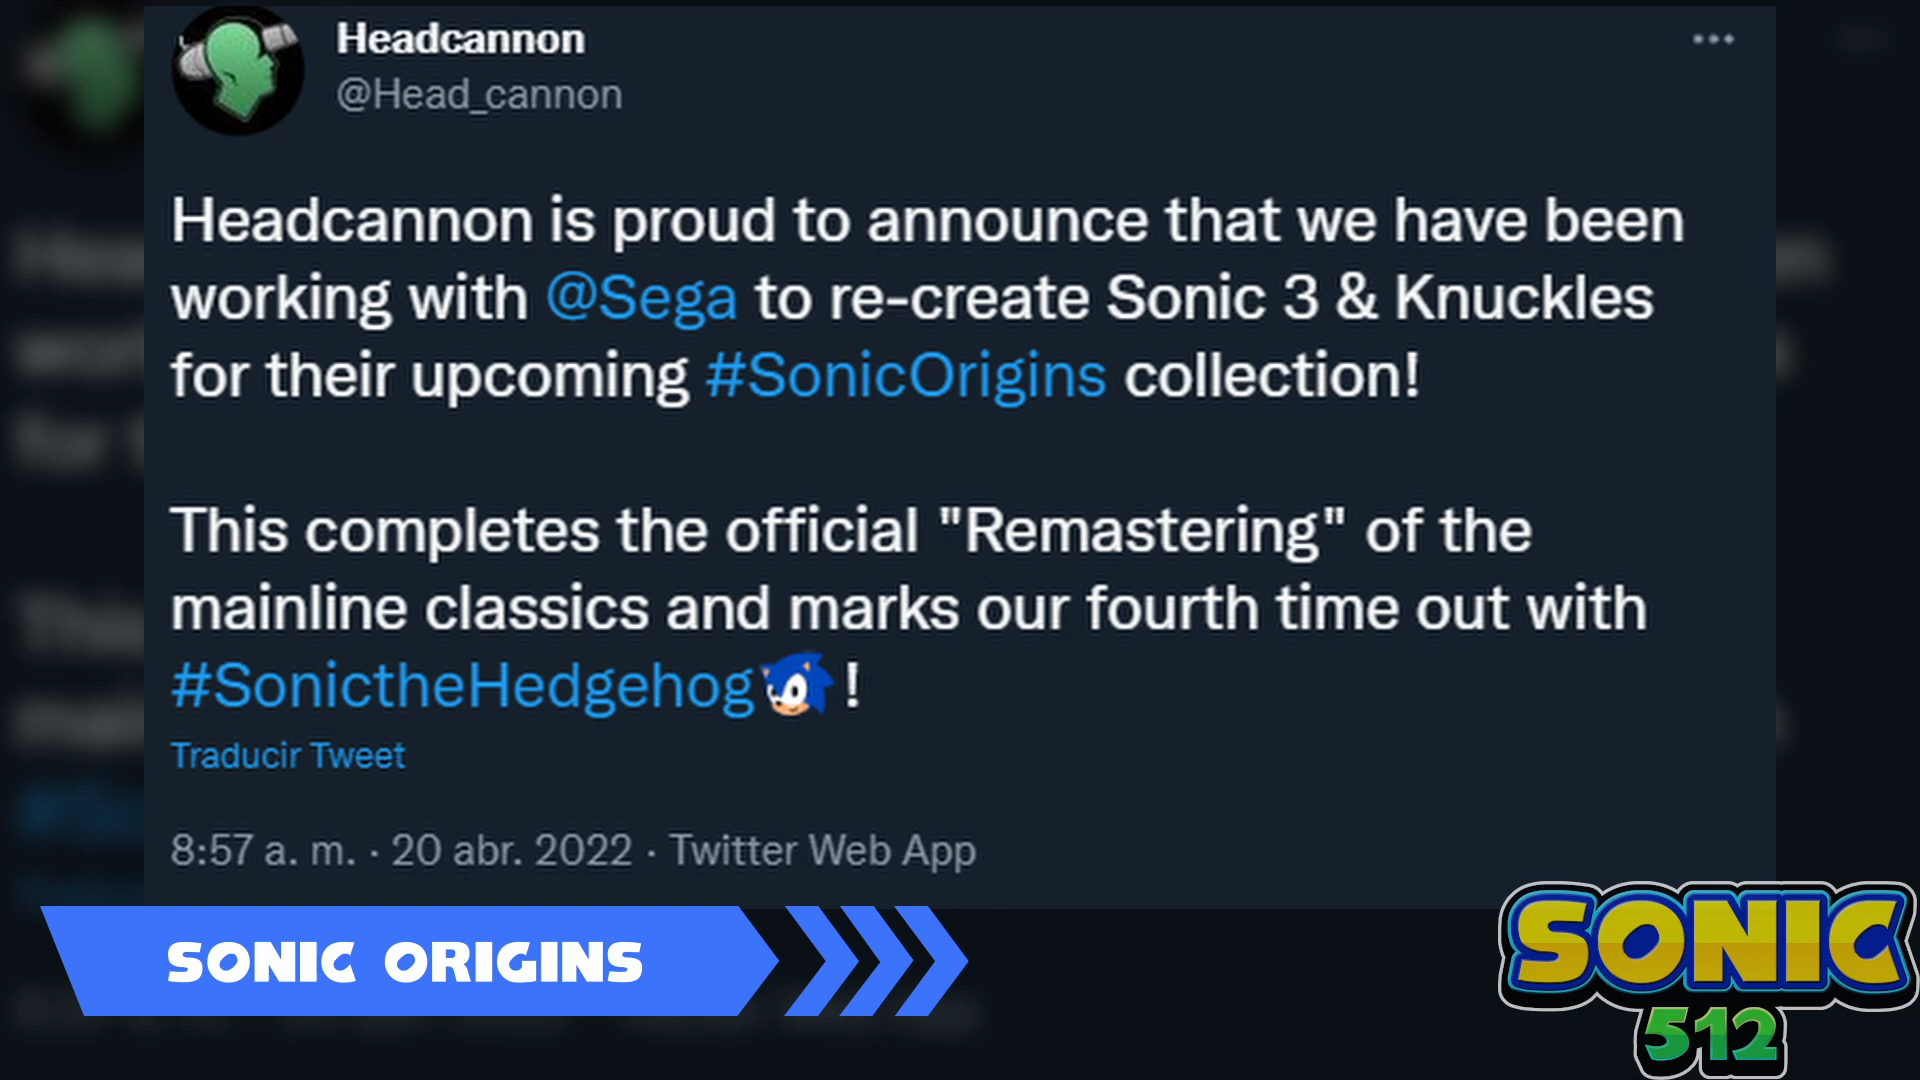 Headcannon
@Head_cannon
Headcannon is proud to announce that we have been
working with @Sega to re-create Sonic 3 & Knuckles
for their upcoming #SonicOrigins collection!
This completes the official "Remastering" of the
mainline classics and marks our fourth time out with
#SonictheHedgehog !
Traducir Tweet
8:57 a. m. · 20 abr. 2022 · Twitter Web App
SONIC ORIGINS
SONIC
512